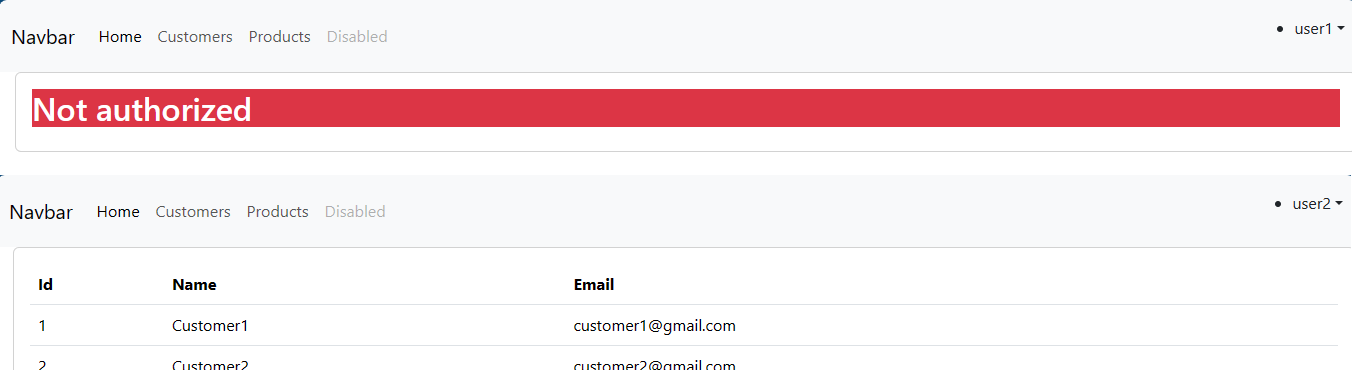 Navbar Home Customers Products Disabled • user1
Not authorized
Navbar Home Customers Products Disabled • user2
Id Name Email
1 Customer1 customer1@gmail.com
2 Customer2 customer2@gmail.com